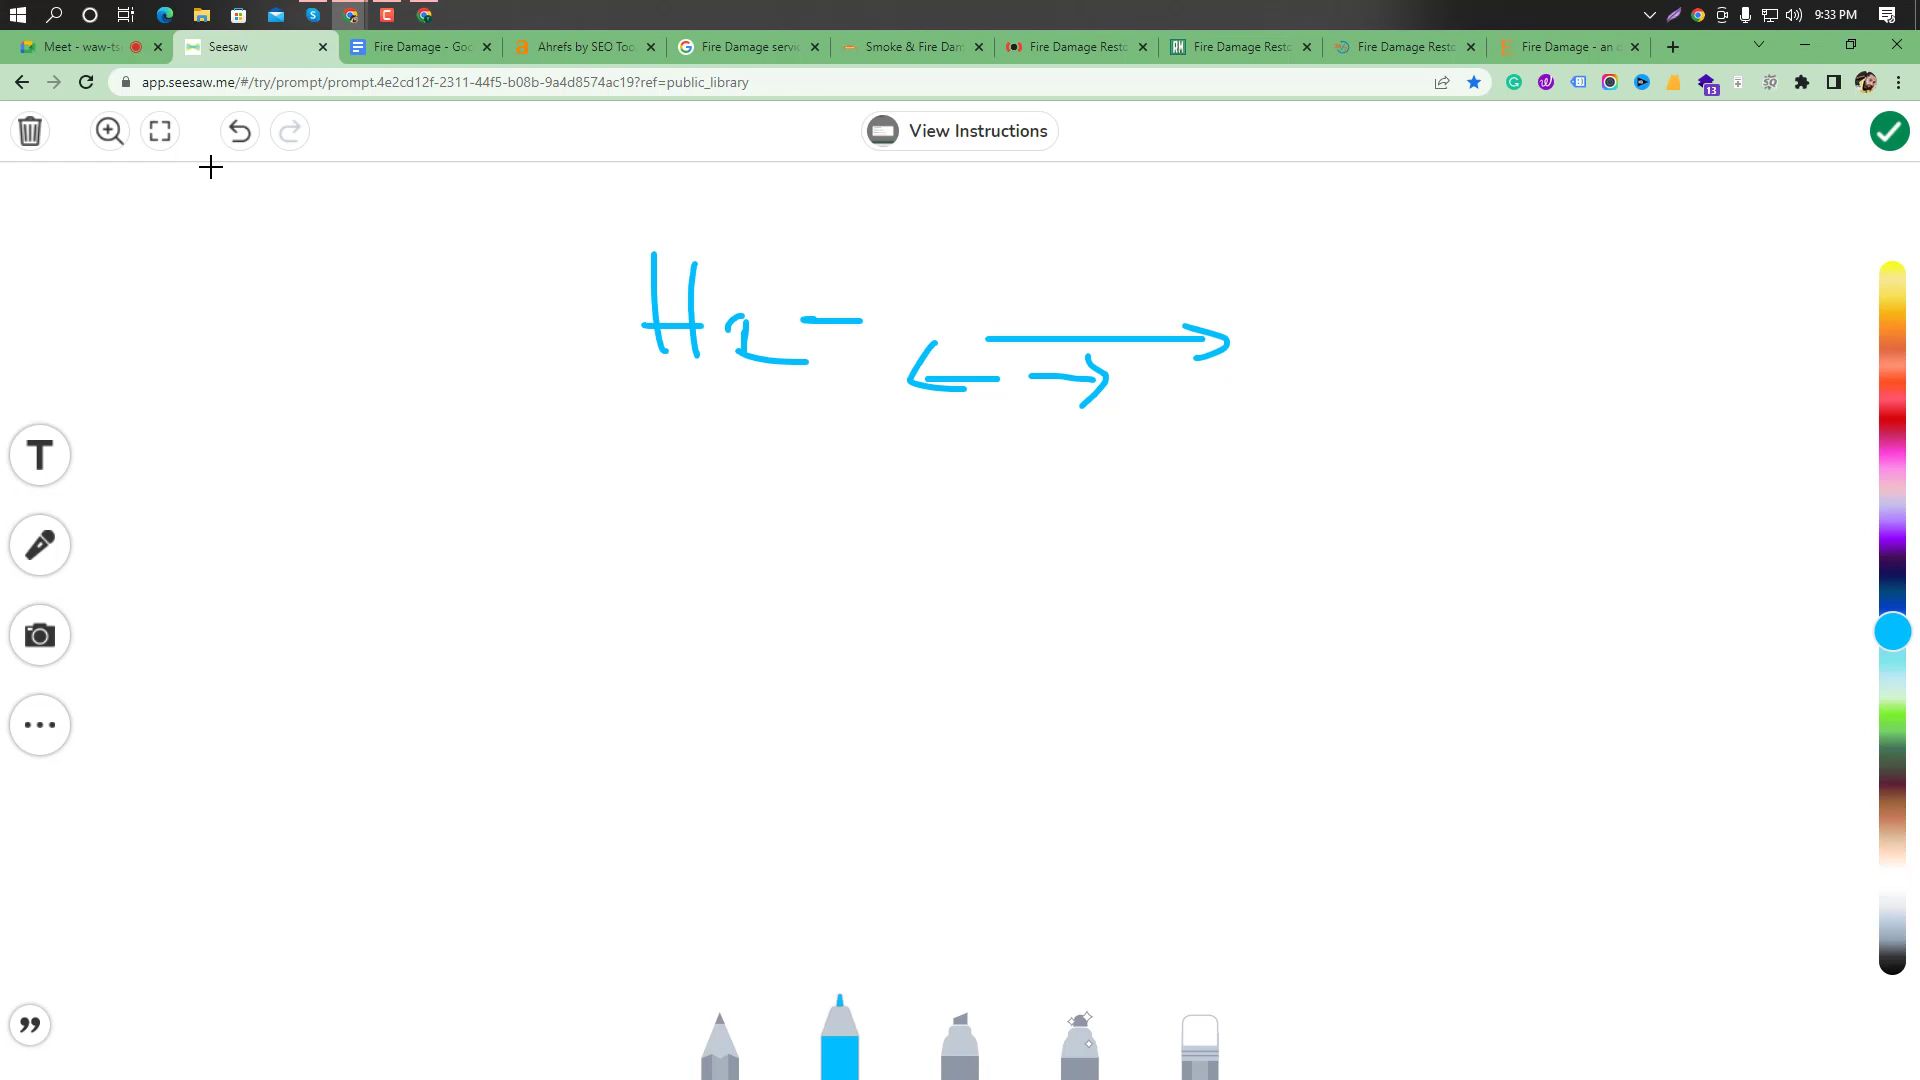 9:33 PM
Meet - waw-ts
Seesaw
Fire Damage - Goo
Ahrefs by SEO Too
Fire Damage servic
Smoke & Fire Dam
Fire Damage Resto
Fire Damage Resto
Fire Damage Resto
Fire Damage - an d
app.seesaw.me/#/try/prompt/prompt.4e2cd12f-2311-44f5-b08b-9a4d8574ac19?ref=public_library
13
View Instructions
H2 -
T